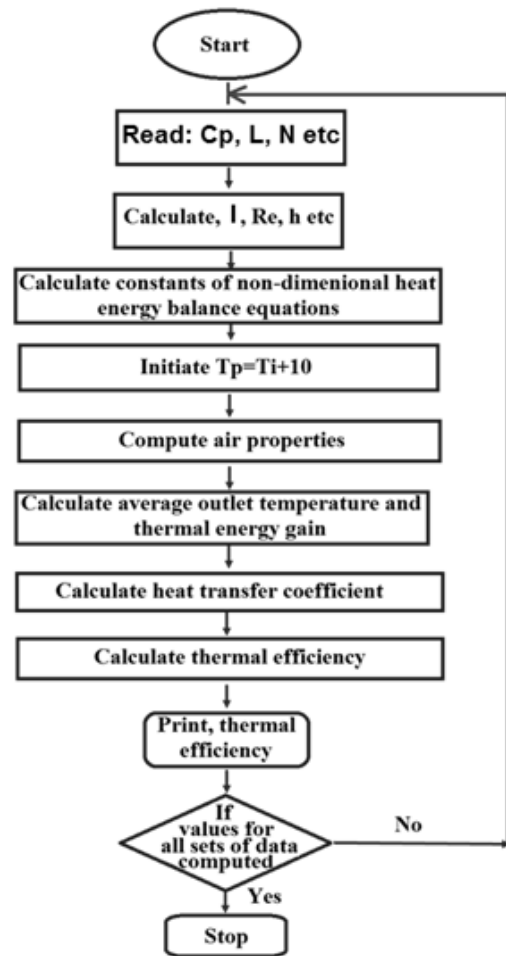 Start
Read: Cp, L, N etc
Calculate, I, Re, h etc
Calculate constants of non-dimenional heat
energy balance equations
Initiate Tp=Ti+10
Compute air properties
Calculate average outlet temperature and
thermal energy gain
Calculate heat transfer coefficient
Calculate thermal efficiency
Print, thermal
efficiency
If
values for
all sets of data
computed
No
Yes
Stop